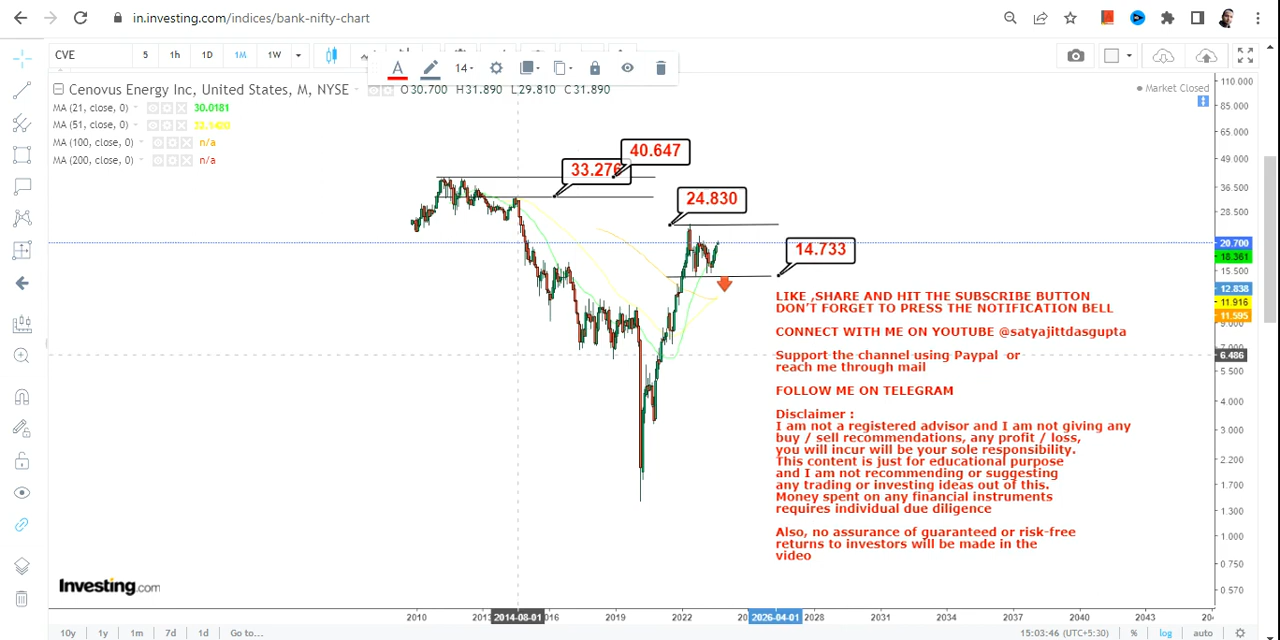 in.investing.com/indices/bank-nifty-chart
CVE 5 1h 1D 1M 1W
14
Cenovus Energy Inc, United States, M, NYSE O30.700 H31.890 L29.810 C31.890
Market Closed
MA (21, close, 0) 30.0181
MA (51, close, 0)
MA (100, close, 0) n/a
MA (200, close, 0) n/a
110.000
85.000
65.000
49.000
36.500
28.500
20.700
18.361
15.500
12.838
11.916
11.595
9.000
7.000
6.486
5.500
4.000
3.000
2.200
1.700
1.300
1.000
0.750
0.570
40.647
33.276
24.830
14.733
LIKE ,SHARE AND HIT THE SUBSCRIBE BUTTON
DON'T FORGET TO PRESS THE NOTIFICATION BELL
CONNECT WITH ME ON YOUTUBE @satyajittdasgupta
Support the channel using Paypal or
reach me through mail
FOLLOW ME ON TELEGRAM
Disclaimer :
I am not a registered advisor and I am not giving any
buy / sell recommendations, any profit / loss,
you will incur will be your sole responsibility.
This content is just for educational purpose
and I am not recommending or suggesting
any trading or investing ideas out of this.
Money spent on any financial instruments
requires individual due diligence
Also, no assurance of guaranteed or risk-free
returns to investors will be made in the
video
Investing.com
2010 2013 2014-08-01 2016 2019 2022 20 2026-04-01 2028 2031 2034 2037 2040 2043 204
10y 1y 1m 7d 1d Go to... 15:03:46 (UTC+5:30) % log auto